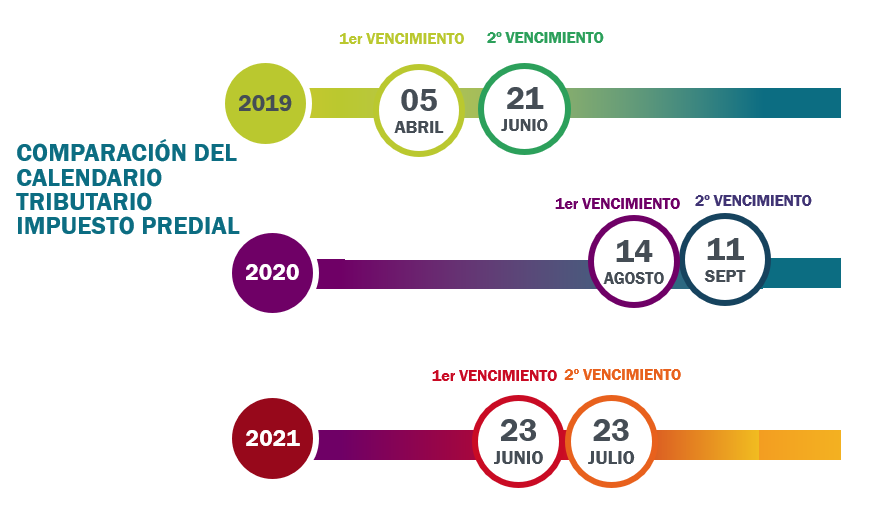 COMPARACIÓN DEL
CALENDARIO
TRIBUTARIO
IMPUESTO PREDIAL
1er VENCIMIENTO
2º VENCIMIENTO
2019
05
ABRIL
21
JUNIO
1er VENCIMIENTO
2º VENCIMIENTO
2020
14
AGOSTO
11
SEPT
1er VENCIMIENTO
2º VENCIMIENTO
2021
23
JUNIO
23
JULIO